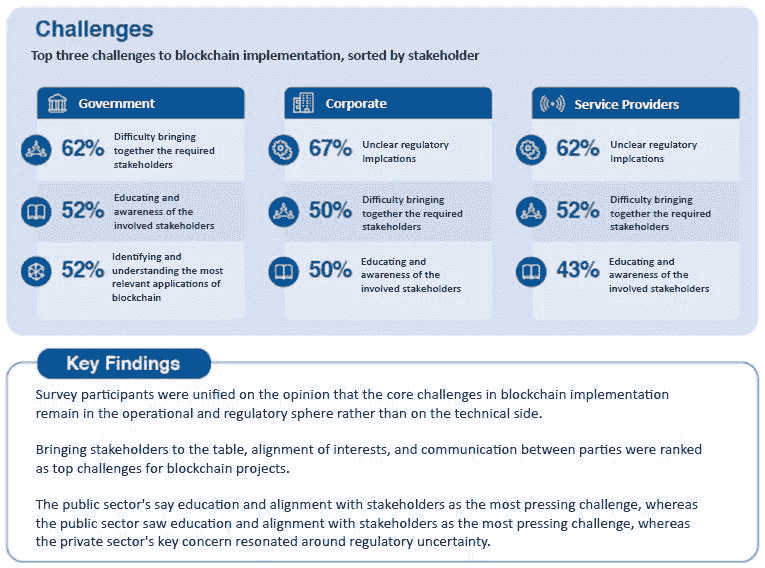 Challenges
Top three challenges to blockchain implementation, sorted by stakeholder
Government
62%
Difficulty bringing
together the required
stakeholders
52%
Educating and
awareness of the
involved stakeholders
52%
Identifying and
understanding the most
relevant applications of
blockchain
Corporate
67%
Unclear regulatory
implcations
50%
Difficulty bringing
together the required
stakeholders
50%
Educating and
awareness of the
involved stakeholders
Service Providers
62%
Unclear regulatory
implcations
52%
Difficulty bringing
together the required
stakeholders
43%
Educating and
awareness of the
involved stakeholders
Key Findings
Survey participants were unified on the opinion that the core challenges in blockchain implementation
remain in the operational and regulatory sphere rather than on the technical side.
Bringing stakeholders to the table, alignment of interests, and communication between parties were ranked
as top challenges for blockchain projects.
The public sector's say education and alignment with stakeholders as the most pressing challenge, whereas
the public sector saw education and alignment with stakeholders as the most pressing challenge, whereas
the private sector's key concern resonated around regulatory uncertainty.